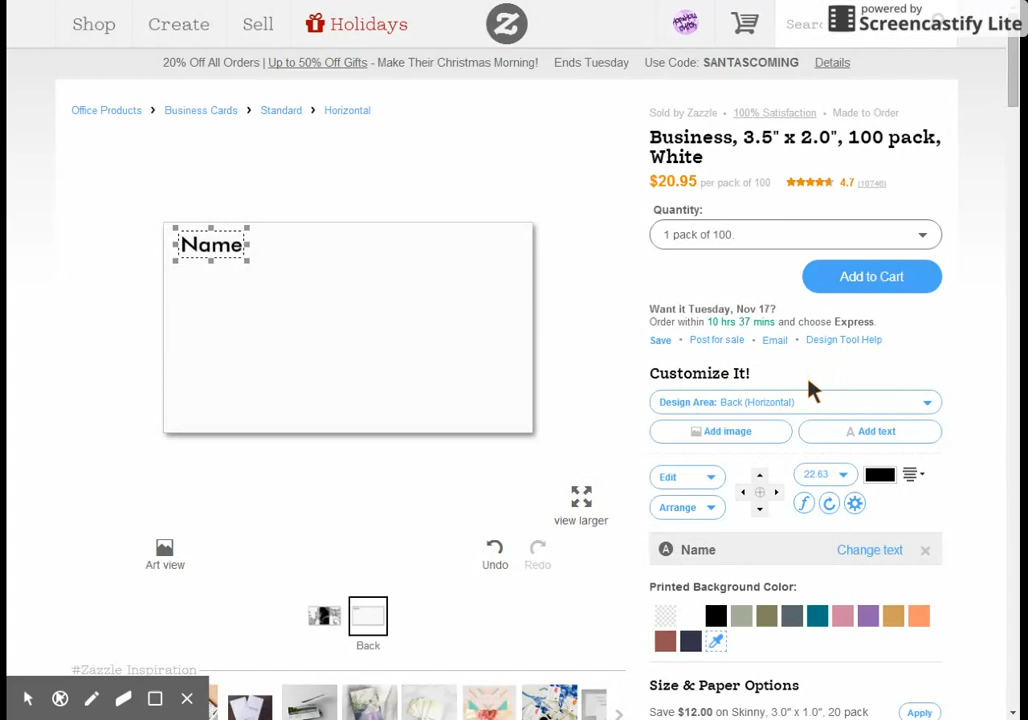 Shop Create Sell Holidays Z Sear
powered by
Screencastify Lite
20% Off All Orders | Up to 50% Off Gifts - Make Their Christmas Morning! Ends Tuesday Use Code: SANTASCOMING Details
Office Products › Business Cards › Standard › Horizontal
Sold by Zazzle • 100% Satisfaction • Made to Order
Business, 3.5" x 2.0", 100 pack,
White
$20.95 per pack of 100 4.7
Quantity:
1 pack of 100.
Add to Cart
Want it Tuesday, Nov 17?
Order within 10 hrs 37 mins and choose Express.
Save • Post for sale • Email • Design Tool Help
Customize It!
Design Area: Back (Horizontal)
Add image A Add text
Edit 22.63
Arrange f
A Name Change text
Printed Background Color:
Size & Paper Options
Save $12.00 on Skinny, 3.0" x 1.0", 20 pack Apply
Name
view larger
Art view Undo Redo
Back
#Zazzle Inspiration